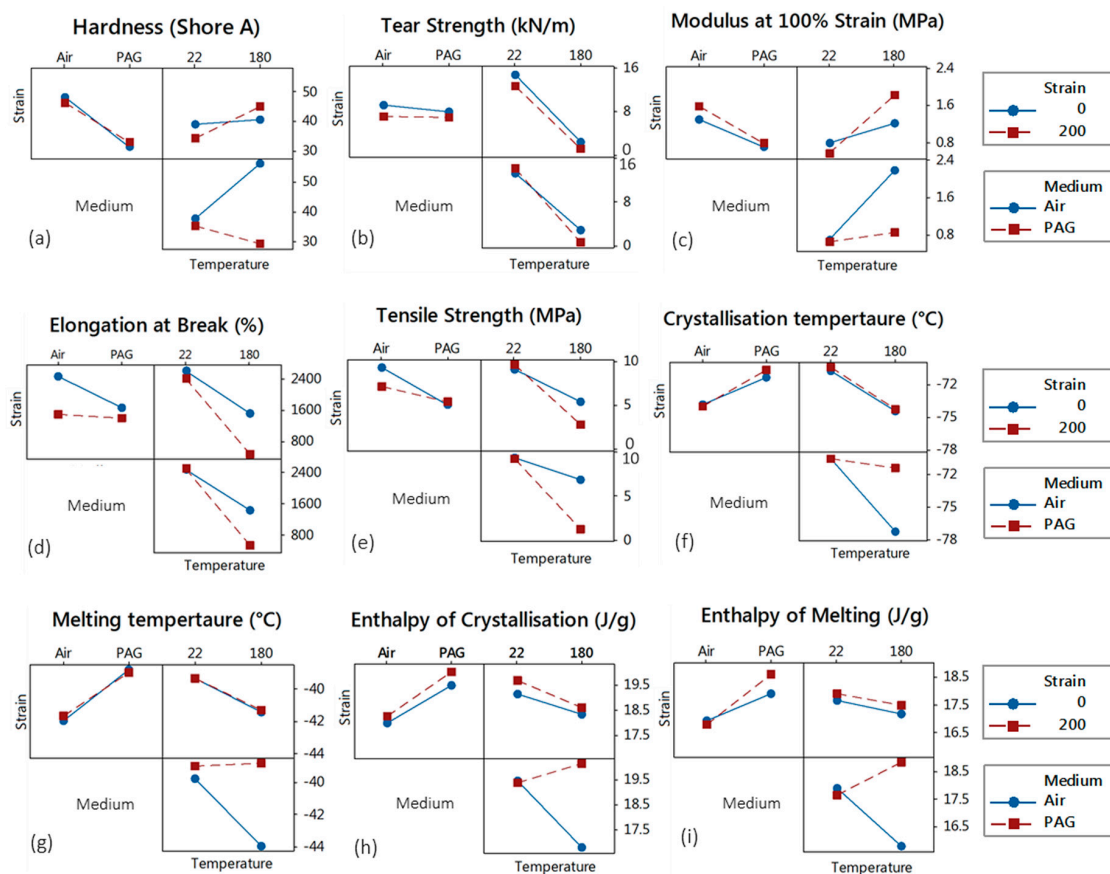 Hardness (Shore A)
Air PAG 22 180
Strain
50
40
30
50
40
30
Medium
(a)
Temperature
Tear Strength (kN/m)
Air PAG 22 180
Strain
16
8
0
16
8
0
Medium
(b)
Temperature
Modulus at 100% Strain (MPa)
Air PAG 22 180
Strain
2.4
1.6
0.8
2.4
1.6
0.8
Medium
(c)
Temperature
Strain
0
200
Medium
Air
PAG
Elongation at Break (%)
Air PAG 22 180
Strain
2400
1600
800
2400
1600
800
Medium
(d)
Temperature
Tensile Strength (MPa)
Air PAG 22 180
Strain
10
5
0
10
5
0
Medium
(e)
Temperature
Crystallisation tempertaure (°C)
Air PAG 22 180
Strain
-72
-75
-78
-72
-75
-78
Medium
(f)
Temperature
Strain
0
200
Medium
Air
PAG
Melting tempertaure (°C)
Air PAG 22 180
Strain
-40
-42
-44
-40
-42
-44
Medium
(g)
Temperature
Enthalpy of Crystallisation (J/g)
Air PAG 22 180
Strain
19.5
18.5
17.5
19.5
18.5
17.5
Medium
(h)
Temperature
Enthalpy of Melting (J/g)
Air PAG 22 180
Strain
18.5
17.5
16.5
18.5
17.5
16.5
Medium
(i)
Temperature
Strain
0
200
Medium
Air
PAG